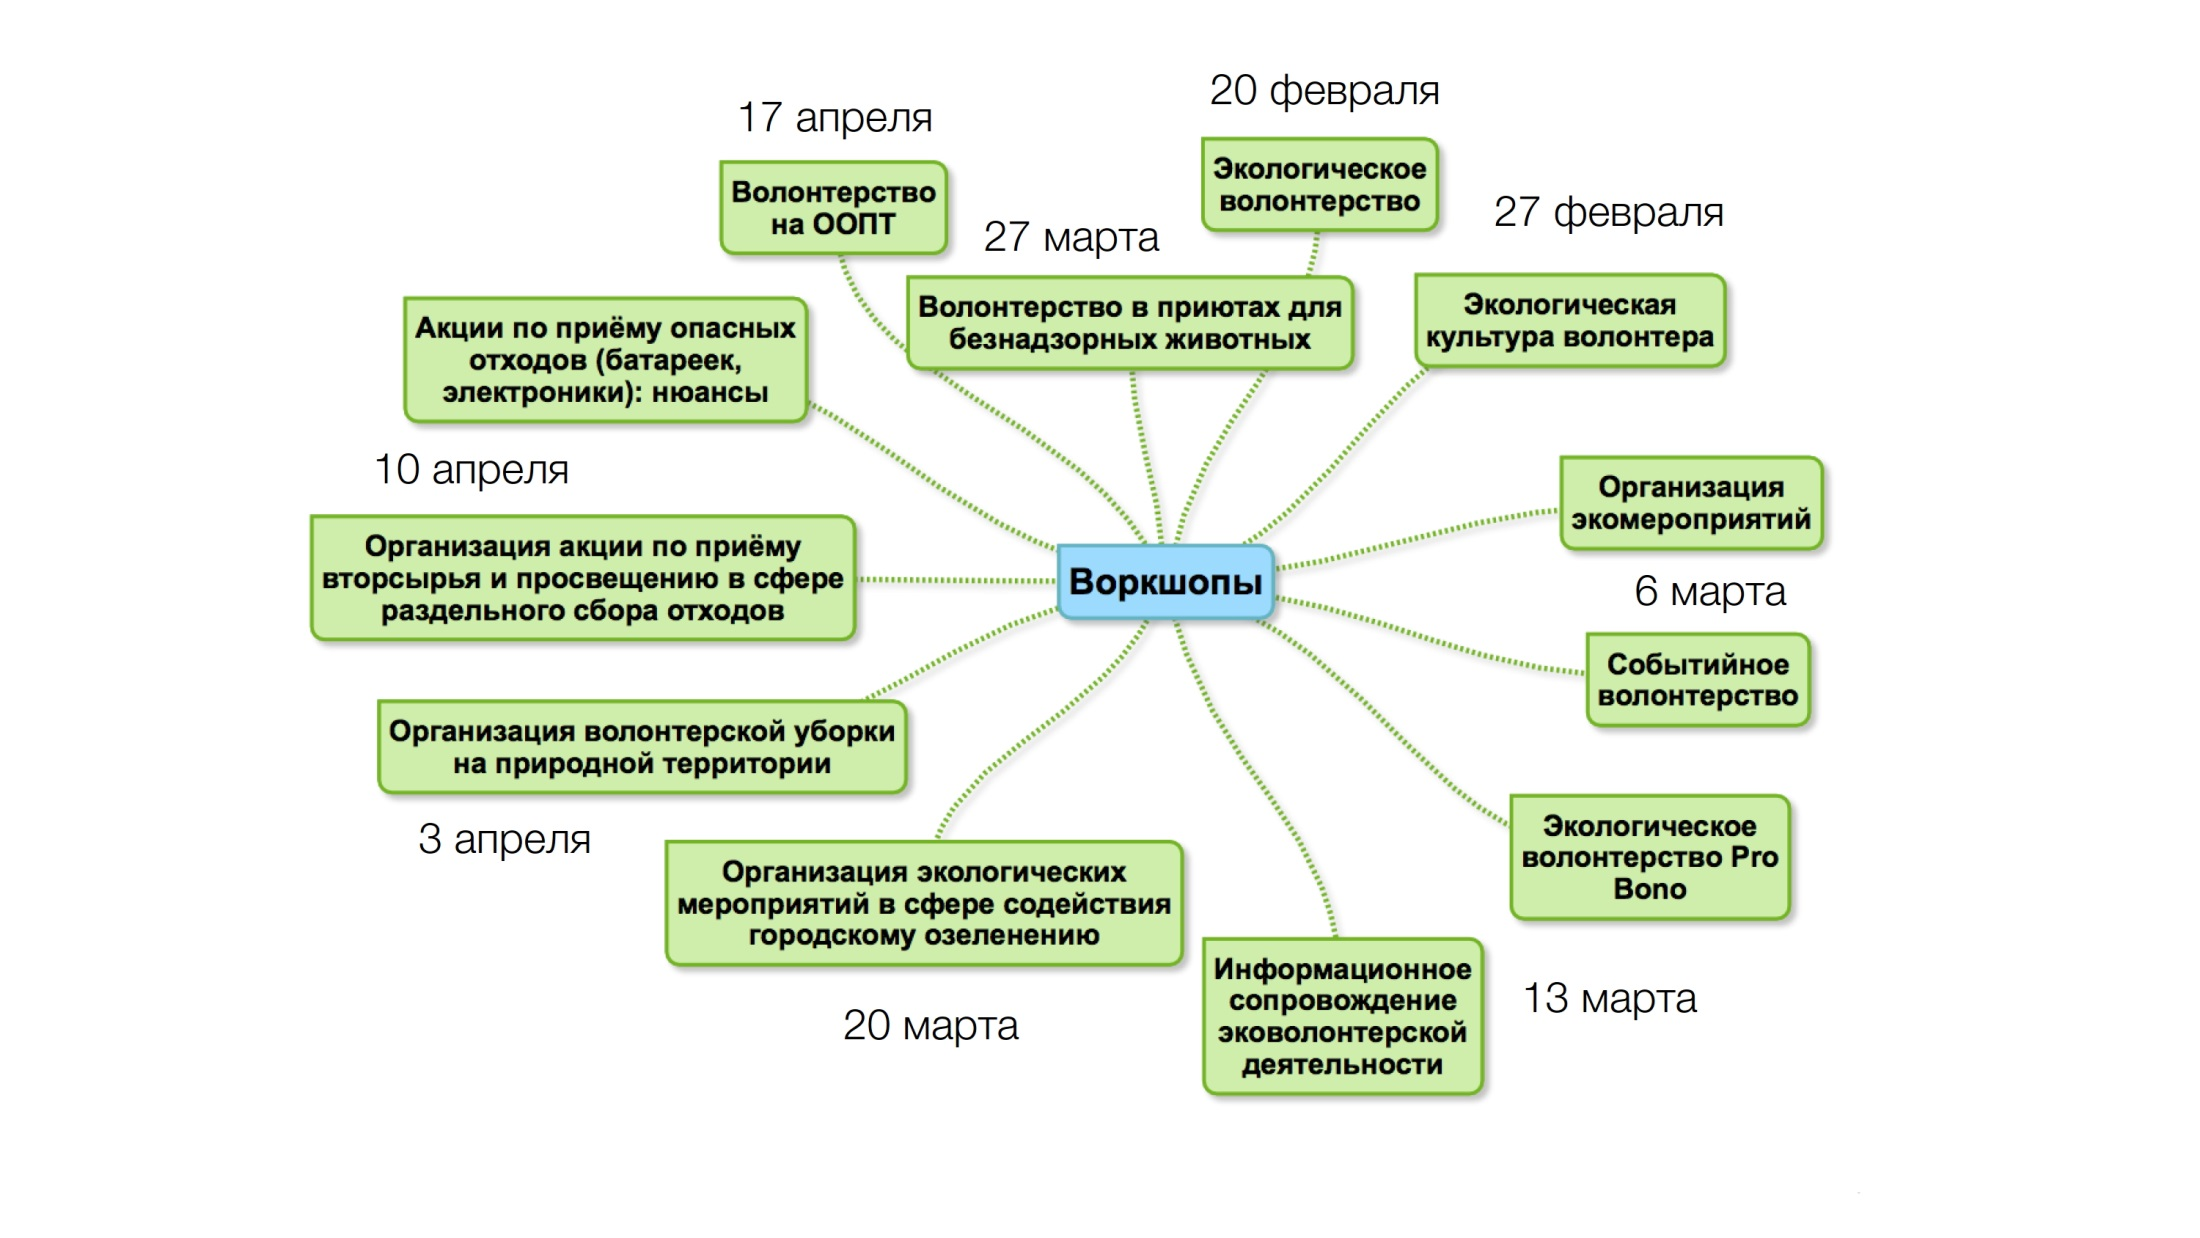 20 февраля
17 апреля
Экологическое
волонтерство
Волонтерство
на ООПТ
27 февраля
27 марта
Волонтерство в приютах для
безнадзорных животных
Экологическая
культура волонтера
Акции по приёму опасных
отходов (батареек,
электроники): нюансы
10 апреля
Организация
экомероприятий
Организация акции по приёму
вторсырья и просвещению в сфере
раздельного сбора отходов
Воркшопы
6 марта
Событийное
волонтерство
Организация волонтерской уборки
на природной территории
3 апреля
Экологическое
волонтерство Pro
Bono
Организация экологических
мероприятий в сфере содействия
городскому озеленению
20 марта
Информационное
сопровождение
эковолонтерской
деятельности
13 марта